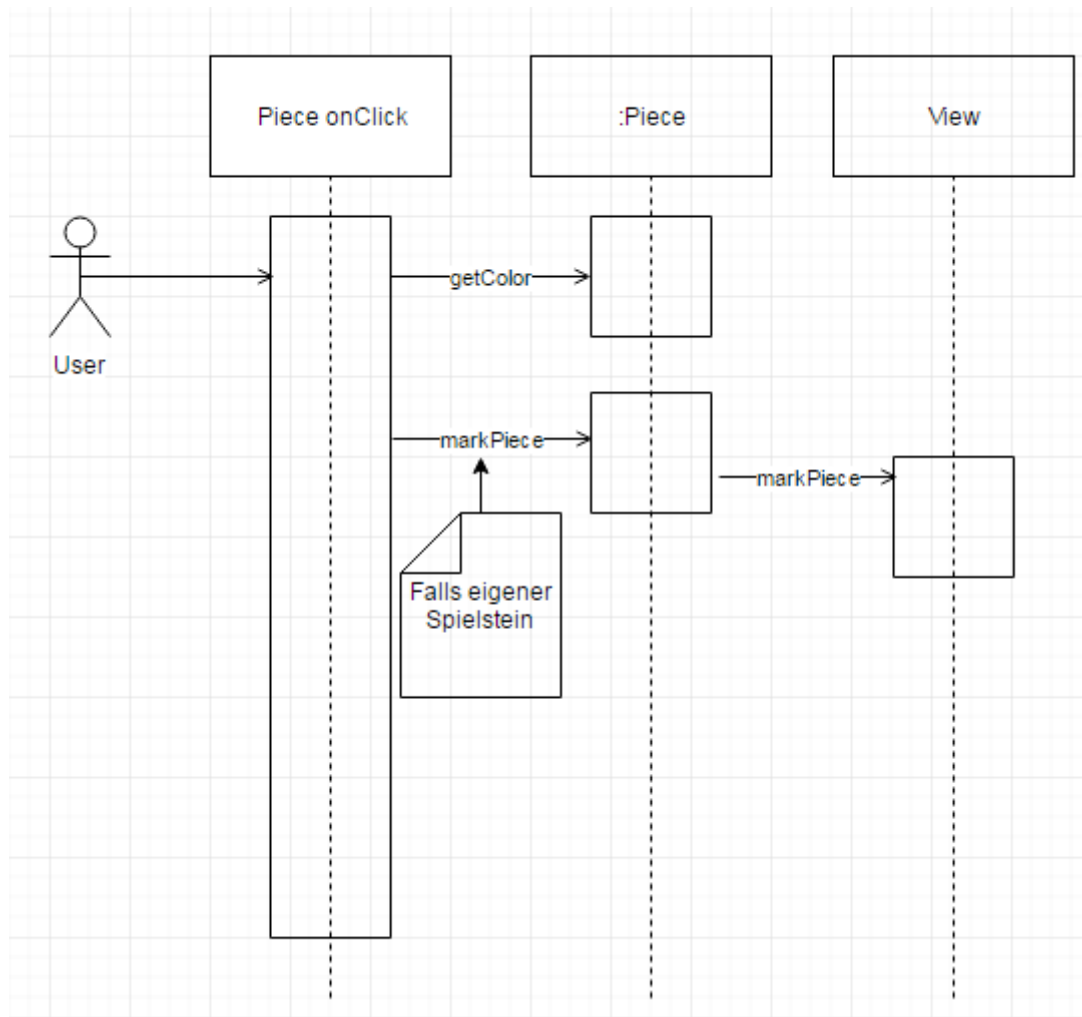 Piece onClick
:Piece
View
getColor
User
markPiece
markPiece
Falls eigener
Spielstein